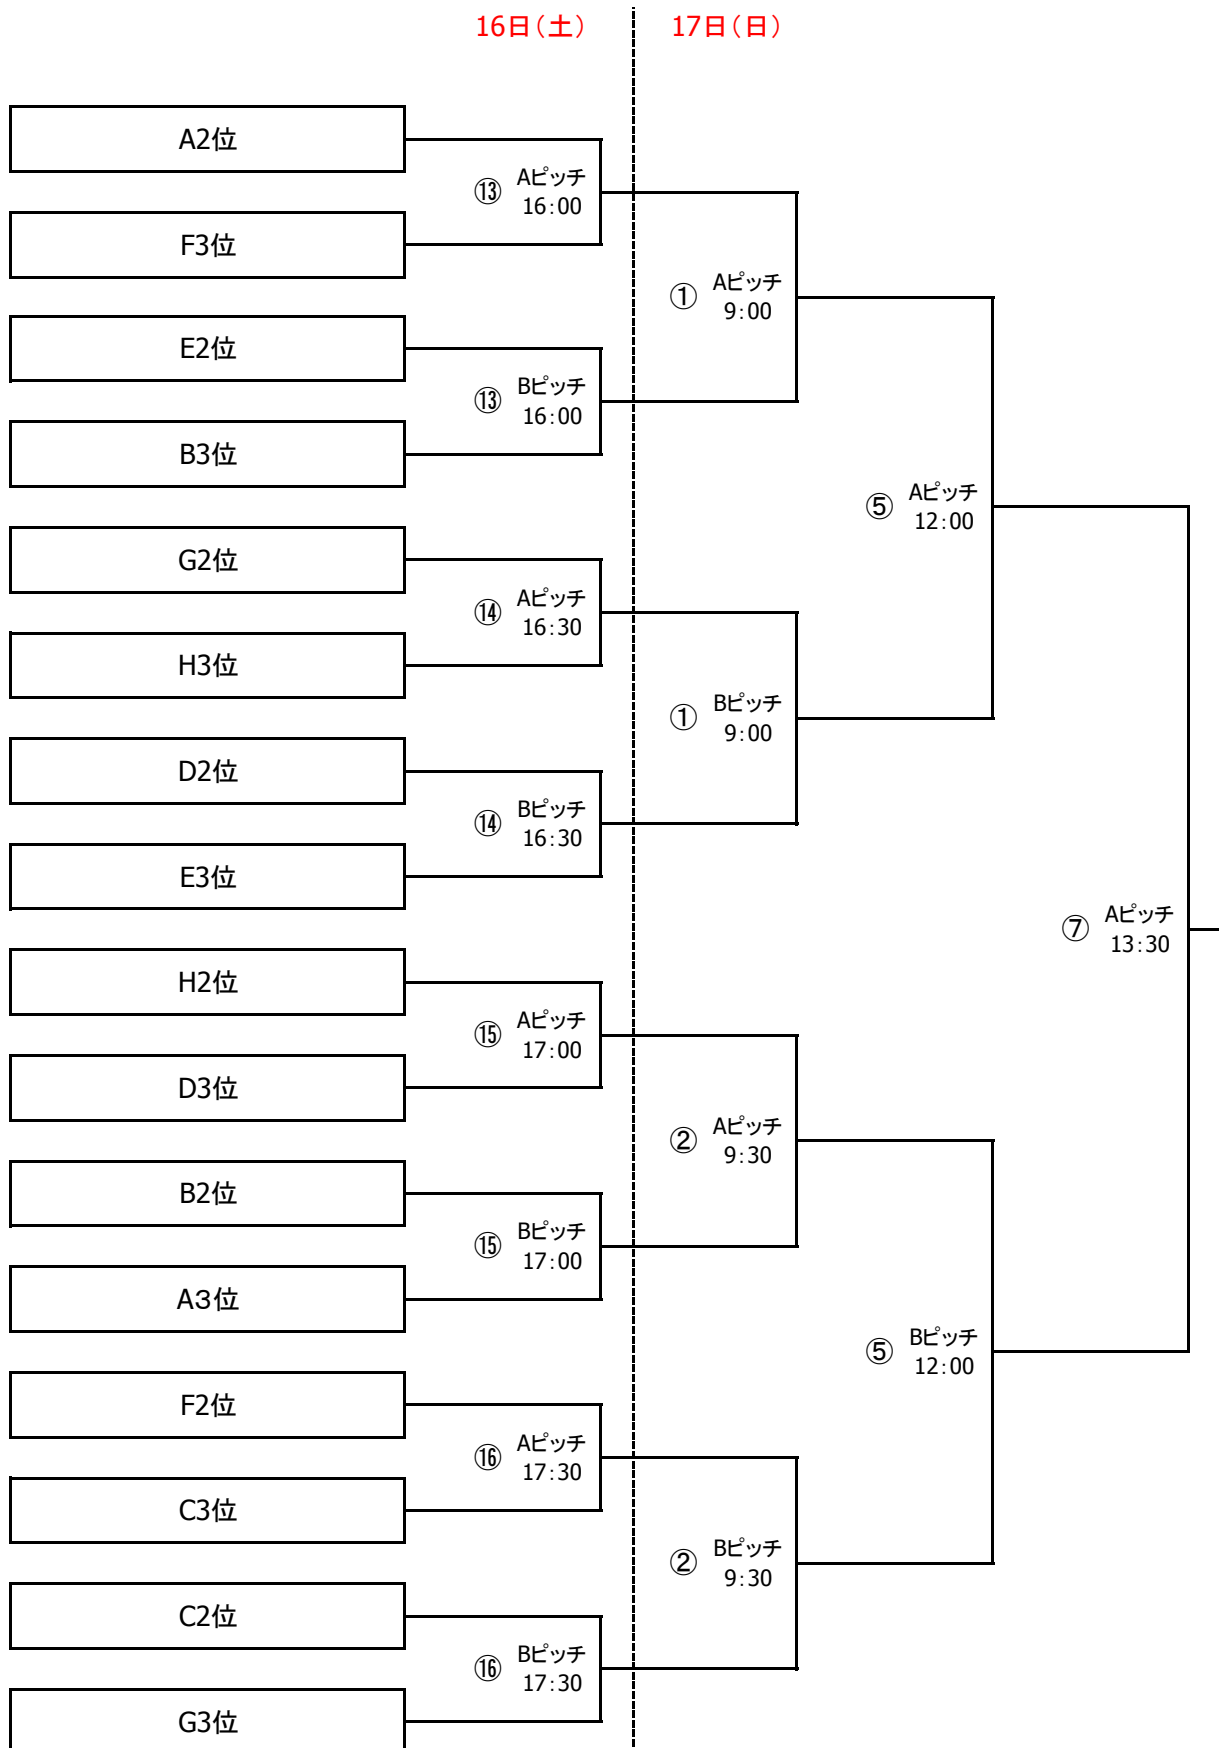 16日（土）
17日（日）
A2位
⑬ Aピッチ
16:00
F3位
① Aピッチ
9:00
E2位
⑬ Bピッチ
16:00
B3位
⑤ Aピッチ
12:00
G2位
⑭ Aピッチ
16:30
H3位
① Bピッチ
9:00
D2位
⑭ Bピッチ
16:30
E3位
⑦ Aピッチ
13:30
H2位
⑮ Aピッチ
17:00
D3位
② Aピッチ
9:30
B2位
⑮ Bピッチ
17:00
A３位
⑤ Bピッチ
12:00
F2位
⑯ Aピッチ
17:30
C3位
② Bピッチ
9:30
C2位
⑯ Bピッチ
17:30
G3位